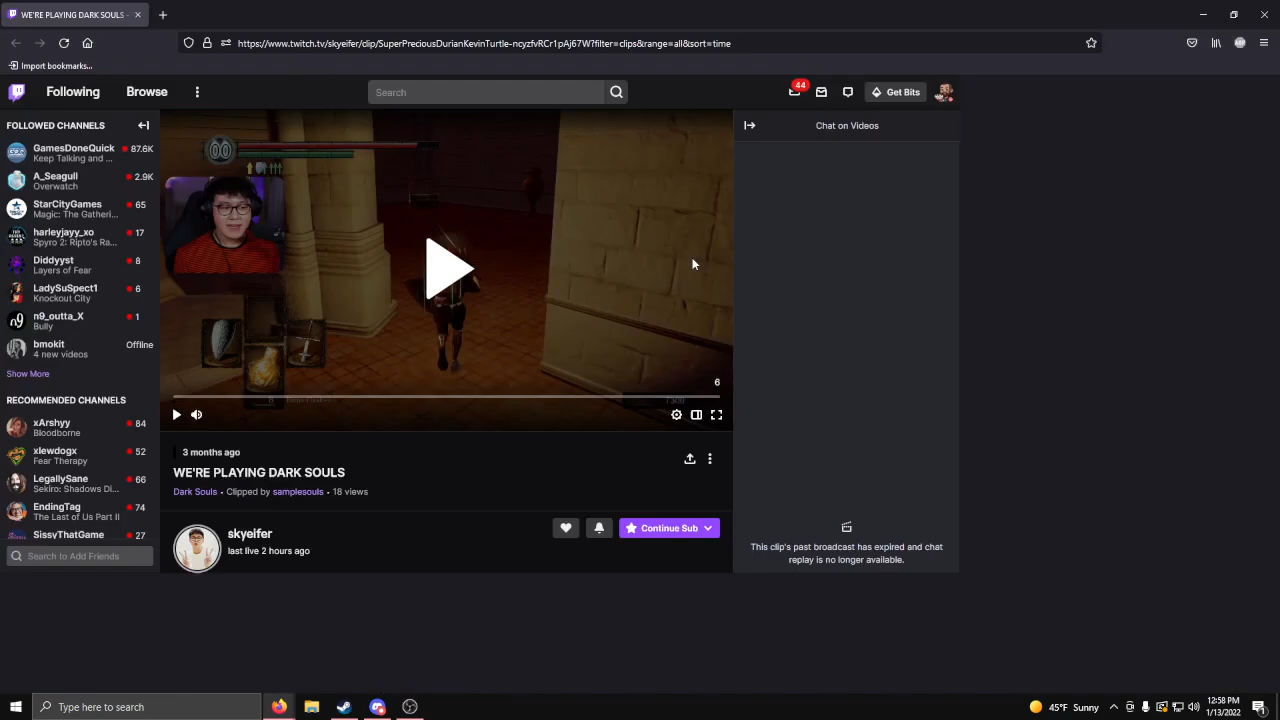 WE'RE PLAYING DARK SOULS -
https://www.twitch.tv/skyeifer/clip/SuperPreciousDurianKevinTurtle-ncyzfvRCr1pAj67W?filter=clips&range=all&sort=time
Import bookmarks...
Following
Browse
Search
44
Get Bits
FOLLOWED CHANNELS
GamesDoneQuick
87.6K
Keep Talking and ...
A_Seagull
2.9K
Overwatch
StarCityGames
65
Magic: The Gatheri...
harleyjayy_xo
17
Spyro 2: Ripto's Ra...
Diddyyst
8
Layers of Fear
LadySuSpect1
6
Knockout City
n9_outta_X
1
Bully
bmokit
Offline
4 new videos
Show More
RECOMMENDED CHANNELS
xArshyy
84
Bloodborne
xlewdogx
52
Fear Therapy
LegallySane
66
Sekiro: Shadows Di...
EndingTag
74
The Last of Us Part II
SissyThatGame
27
Search to Add Friends
00
6
8
7300
3 months ago
WE'RE PLAYING DARK SOULS
Dark Souls • Clipped by samplesouls • 18 views
skyeifer
last live 2 hours ago
Continue Sub
Chat on Videos
This clip's past broadcast has expired and chat
replay is no longer available.
Type here to search
45°F Sunny
12:58 PM
1/13/2022
1